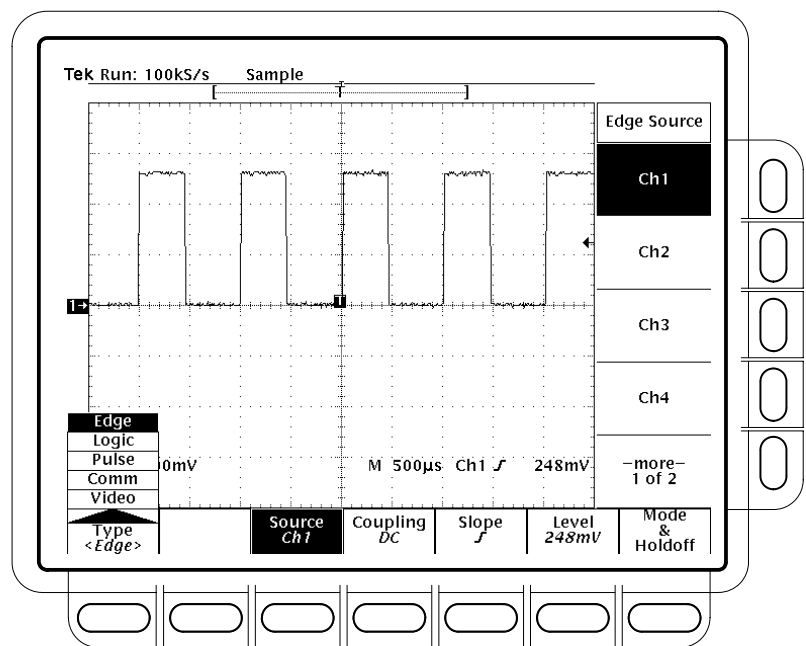 Tek Run: 100kS/s Sample
[ T ]
Edge Source
Ch1
Ch2
Ch3
Ch4
–more–
1 of 2
1→
T
Edge
Logic
Pulse
Comm
Video
0mV M 500µs Ch1 248mV
Type
<Edge>
Source
Ch1
Coupling
DC
Slope
Level
248mV
Mode
&
Holdoff